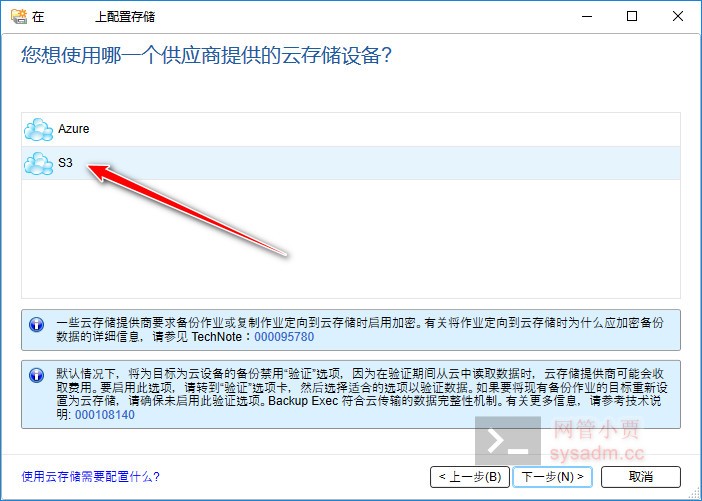 在 上配置存储
您想使用哪一个供应商提供的云存储设备?
Azure
S3
一些云存储提供商要求备份作业或复制作业定向到云存储时启用加密。有关将作业定向到云存储时为什么应加密备份
数据的详细信息，请参见 TechNote：000095780
默认情况下，将为目标为云设备的备份禁用“验证”选项，因为在验证期间从云中读取数据时，云存储提供商可能会收
取费用。要启用此选项，请转到“验证”选项卡，然后选择适合的选项以验证数据。如果要将现有备份作业的目标重新设
置为云存储，请确保未启用此验证选项。Backup Exec 符合云传输的数据完整性机制。有关更多信息，请参考技术说
明: 000108140
网管小贾
sysadm.cc
使用云存储需要配置什么?
< 上一步(B)
下一步(N) >
取消